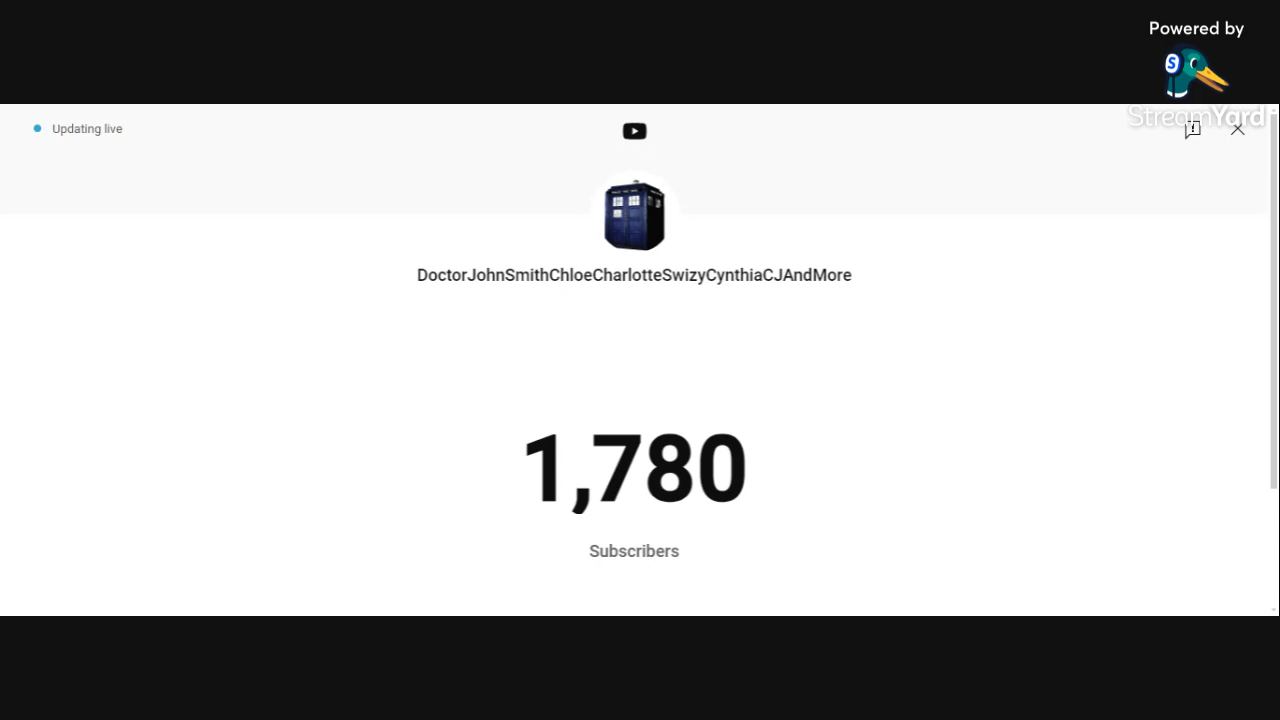 Powered by
S
StreamYard
Updating live
DoctorJohnSmithChloeCharlotteSwizyCynthiaCJAndMore
1,780
Subscribers